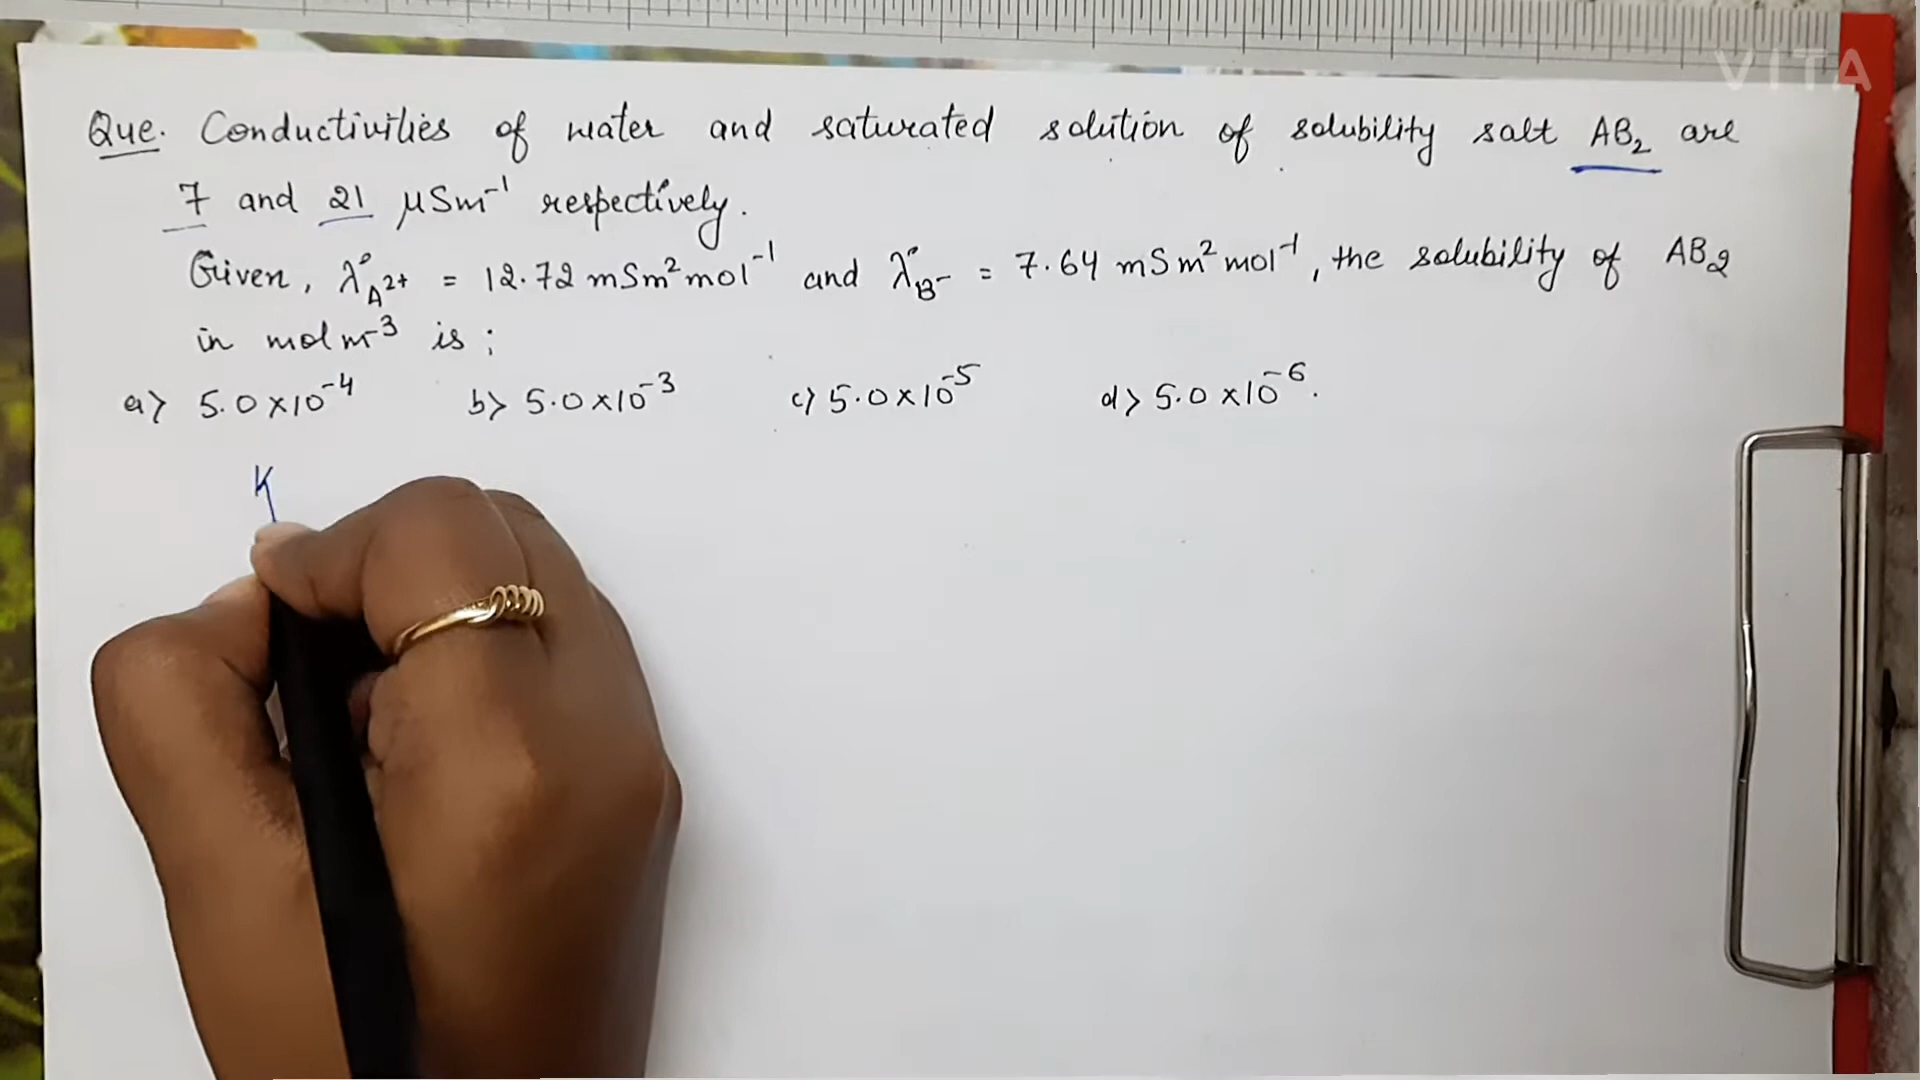 VITA
Que. Conductivities of water and saturated solution of solubility salt AB₂ are
7 and 21 μSm⁻¹ respectively.
Given, λ°A²⁺ = 12.72 mSm²mol⁻¹ and λ°B⁻ = 7.64 mSm²mol⁻¹, the solubility of AB₂
in mol m⁻³ is ;
a) 5.0×10⁻⁴ b) 5.0×10⁻³ c) 5.0×10⁻⁵ d) 5.0×10⁻⁶.
K